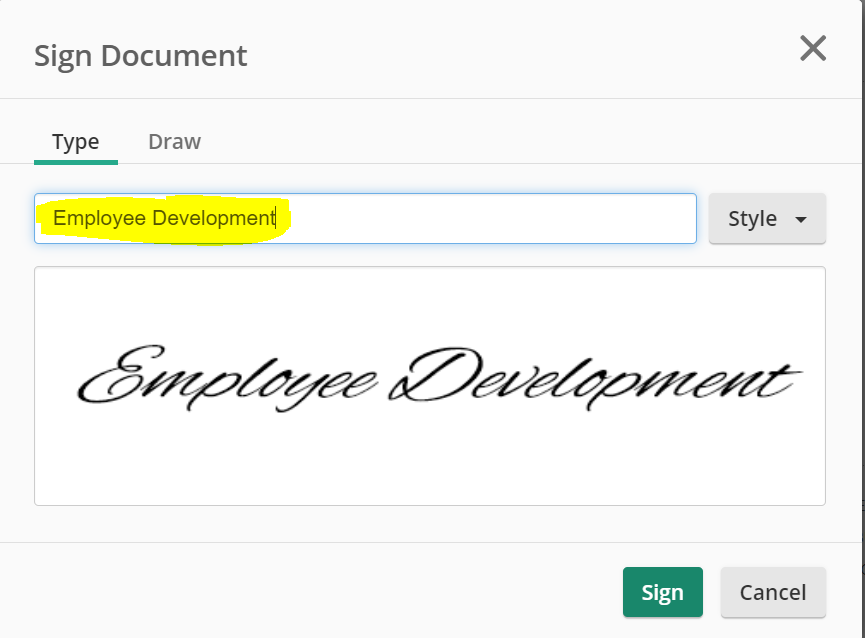 Sign Document
Type Draw
Employee Development
Style
Employee Development
Sign Cancel